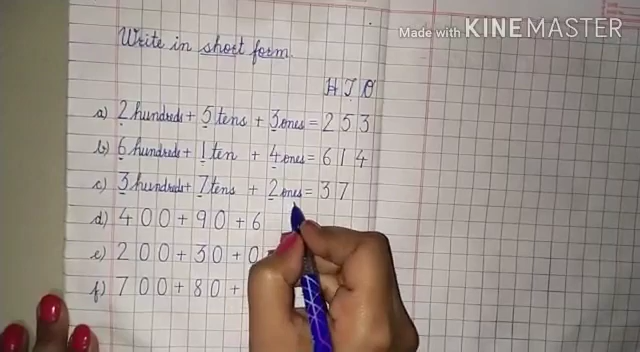 Made with KINEMASTER
Write in short form.
H T O
a) 2 hundreds + 5 tens + 3 ones = 2 5 3
b) 6 hundreds + 1 ten + 4 ones = 6 1 4
c) 3 hundreds + 7 tens + 2 ones = 3 7
d) 4 0 0 + 9 0 + 6
e) 2 0 0 + 3 0 + 0
f) 7 0 0 + 8 0 +